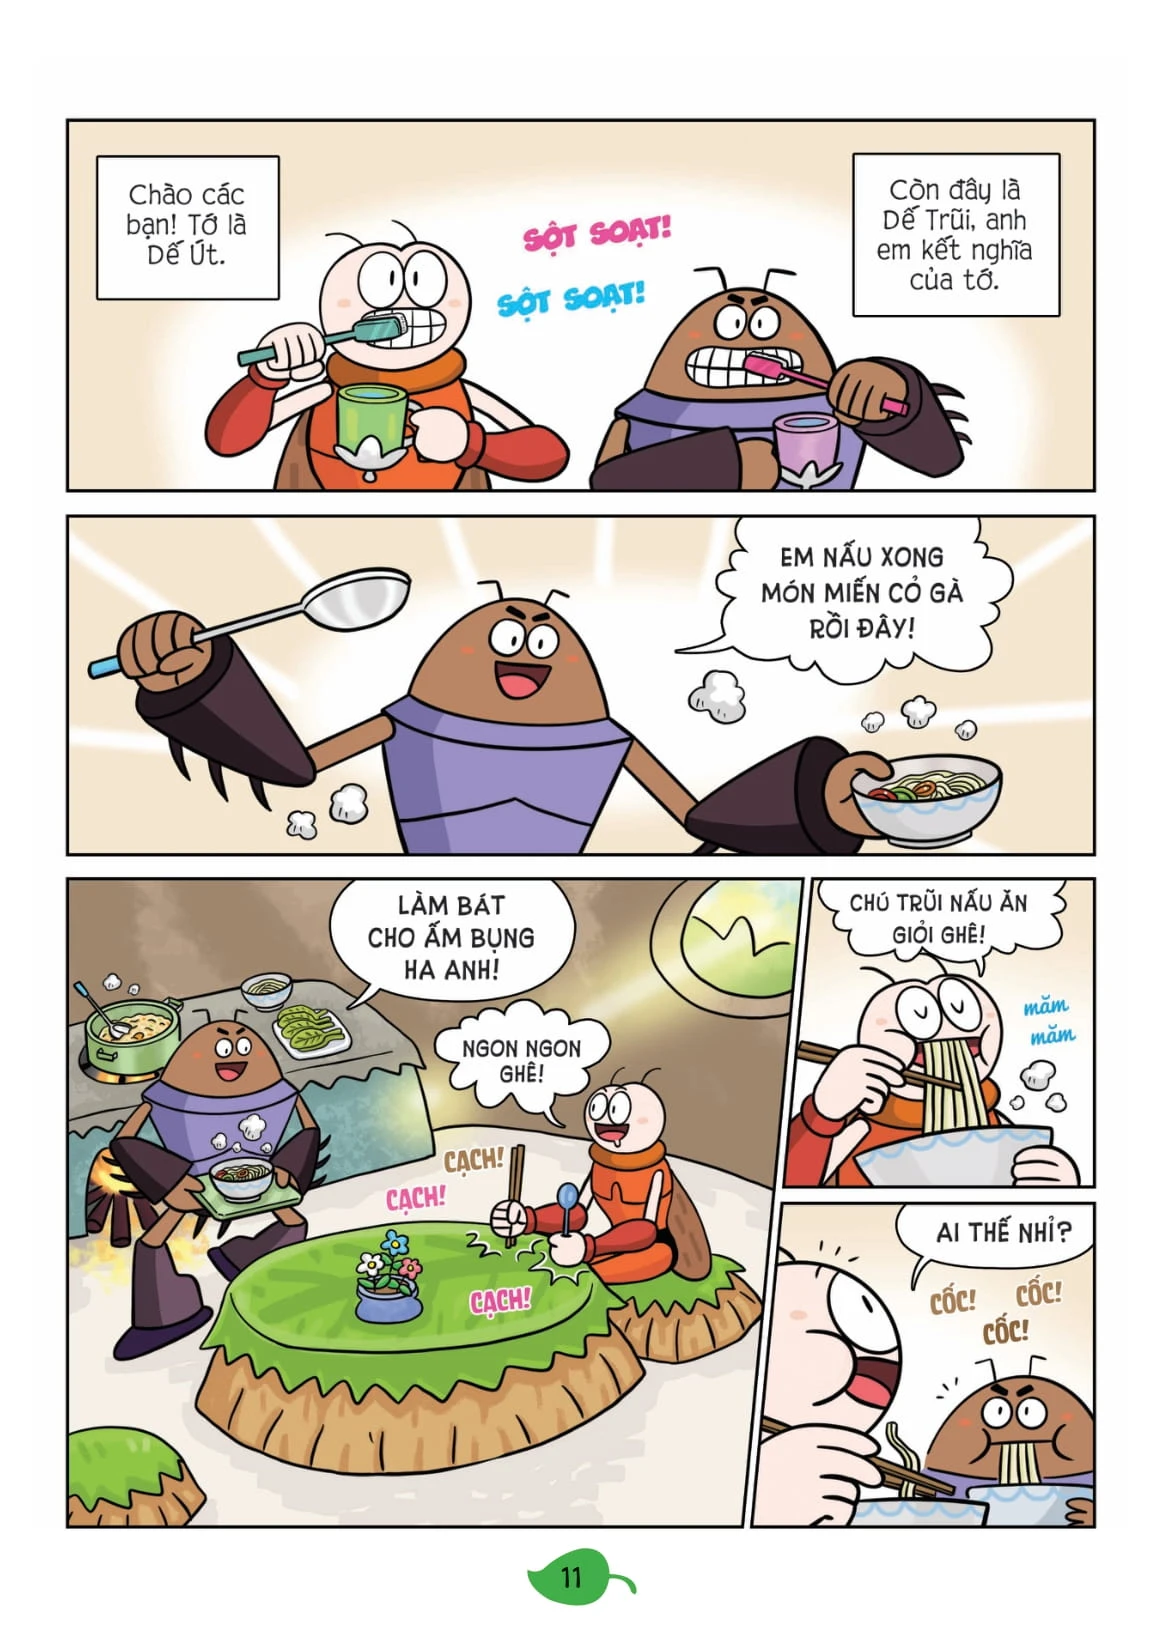 Chào các
bạn! Tớ là
Dế Út.
SỘT SOẠT!
SỘT SOẠT!
Còn đây là
Dế Trũi, anh
em kết nghĩa
của tớ.
EM NẤU XONG
MÓN MIẾN CỎ GÀ
RỒI ĐÂY!
LÀM BÁT
CHO ẤM BỤNG
HA ANH!
NGON NGON
GHÊ!
CẠCH!
CẠCH!
CẠCH!
CHÚ TRŨI NẤU ĂN
GIỎI GHÊ!
măm
măm
AI THẾ NHỈ?
CỐC!
CỐC!
CỐC!
11